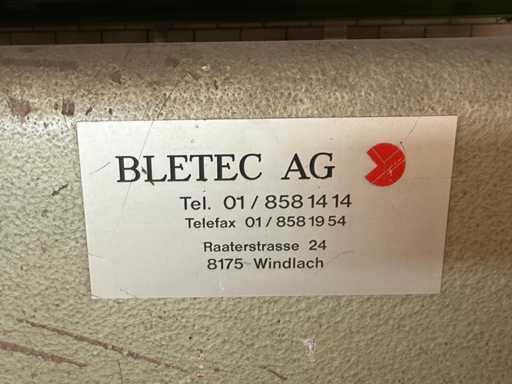 BLETEC AG
Tel. 01 / 858 14 14
Telefax 01 / 858 19 54
Raaterstrasse 24
8175 Windlach